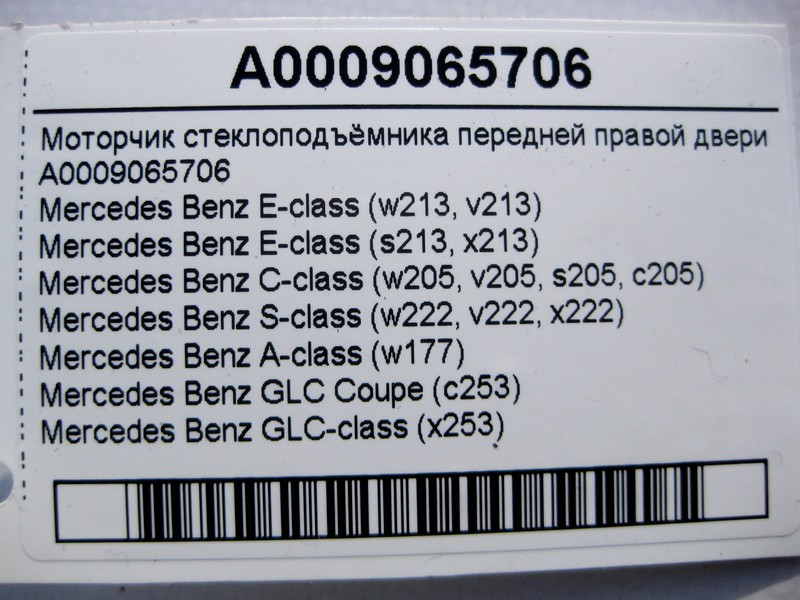 A0009065706
Моторчик стеклоподъёмника передней правой двери
A0009065706
Mercedes Benz E-class (w213, v213)
Mercedes Benz E-class (s213, x213)
Mercedes Benz C-class (w205, v205, s205, c205)
Mercedes Benz S-class (w222, v222, x222)
Mercedes Benz A-class (w177)
Mercedes Benz GLC Coupe (c253)
Mercedes Benz GLC-class (x253)